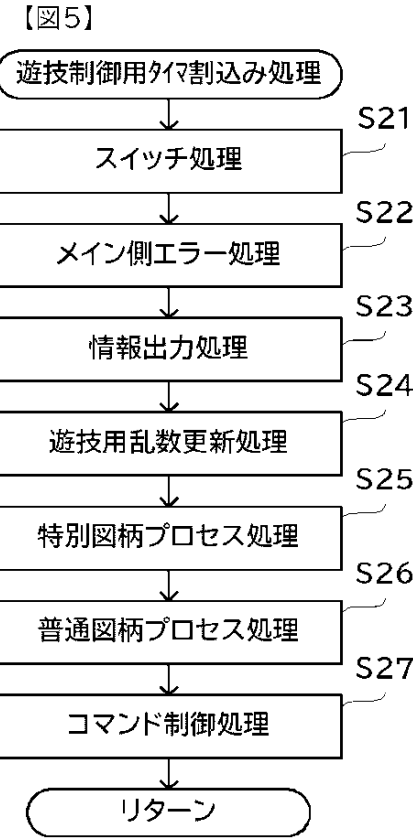 【図5】
遊技制御用ﾀｲﾏ割込み処理
S21
スイッチ処理
S22
メイン側エラー処理
S23
情報出力処理
S24
遊技用乱数更新処理
S25
特別図柄プロセス処理
S26
普通図柄プロセス処理
S27
コマンド制御処理
リターン